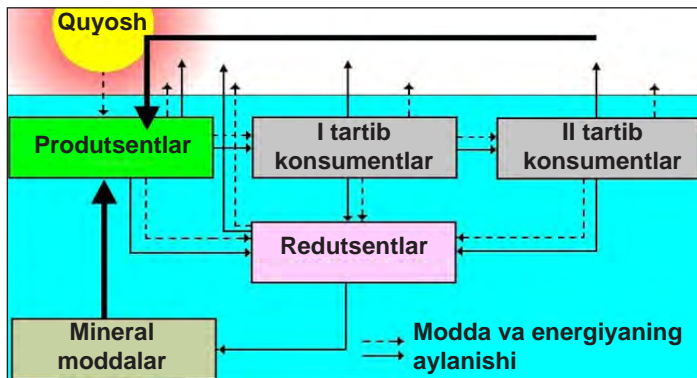 Quyosh
Produtsentlar
I tartib
konsumentlar
II tartib
konsumentlar
Redutsentlar
Mineral
moddalar
Modda va energiyaning
aylanishi